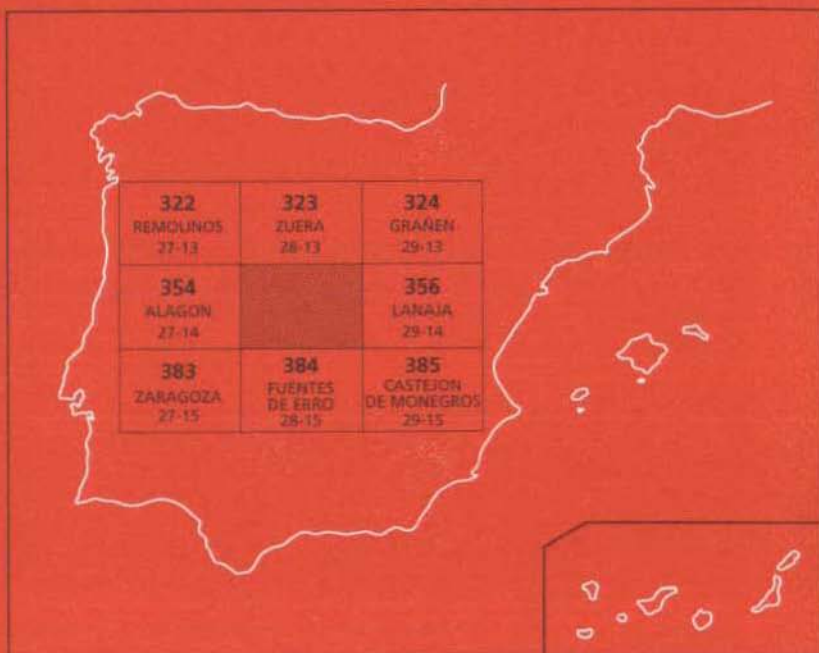 322
REMOLINOS
27-13
323
ZUERA
28-13
324
GRAÑEN
29-13
354
ALAGON
27-14
356
LANAJA
29-14
383
ZARAGOZA
27-15
384
FUENTES
DE EBRO
28-15
385
CASTEJON
DE MONEGROS
29-15